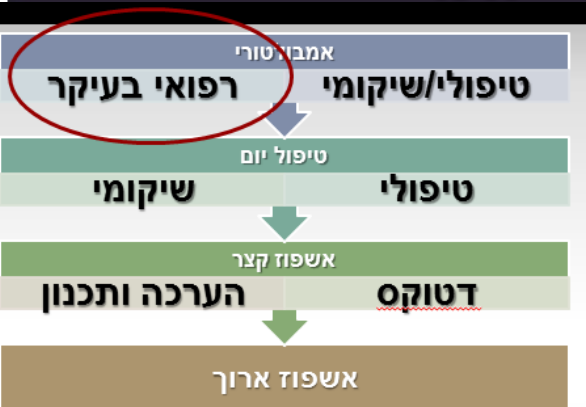 אמבולטורי
טיפולי/שיקומי רפואי בעיקר
טיפול יום
טיפולי שיקומי
אשפוז קצר
דטוקס הערכה ותכנון
אשפוז ארוך